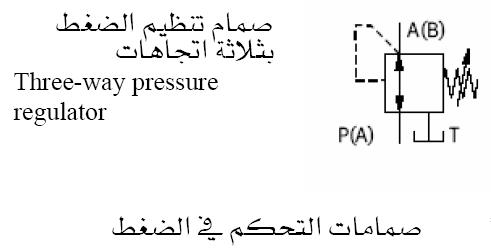 صمام تنظيم الضغط
بثلاثة اتجاهات
Three-way pressure
regulator
A(B)
P(A)
T
صمامات التحكم في الضغط